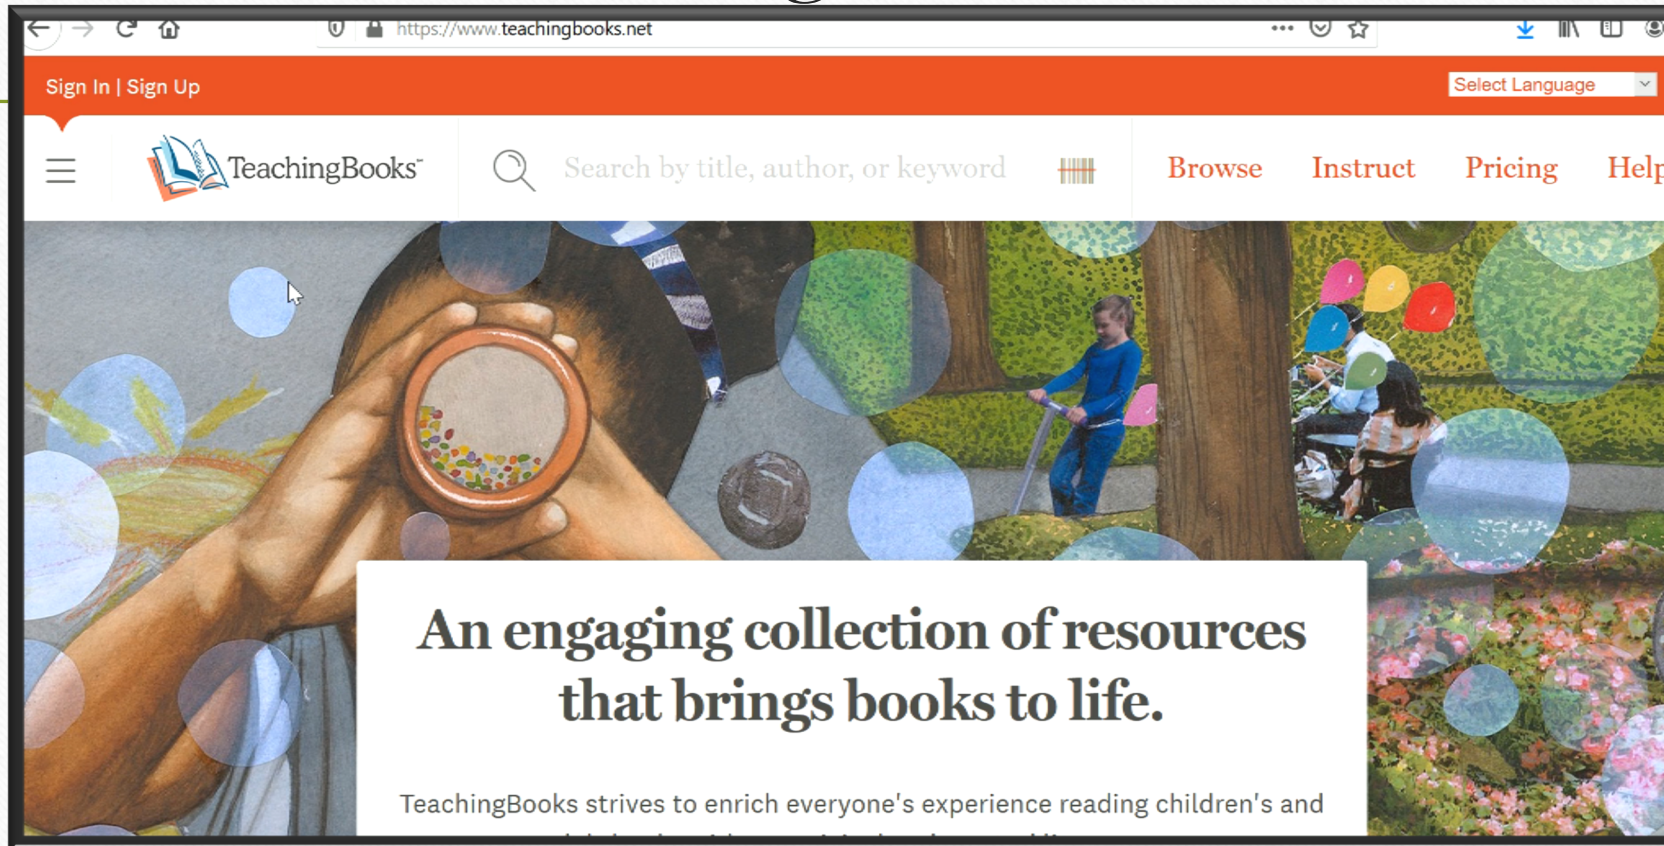 https://www.teachingbooks.net
Sign In | Sign Up
Select Language
TeachingBooks™
Search by title, author, or keyword
Browse Instruct Pricing Help
An engaging collection of resources
that brings books to life.
TeachingBooks strives to enrich everyone's experience reading children's and